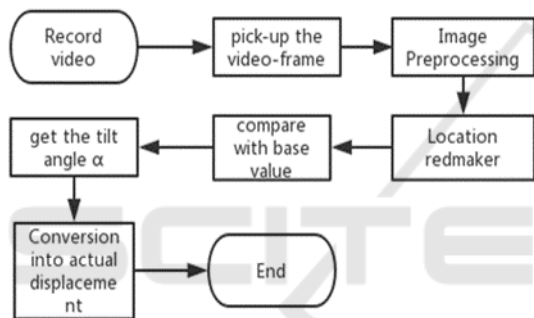 Record
video
pick-up the
video-frame
Image
Preprocessing
Location
redmaker
compare
with base
value
get the tilt
angle α
Conversion
into actual
displaceme
nt
End
SCITE